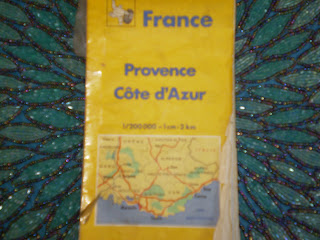 France
Provence
Côte d'Azur
1/200 000 - 1 cm : 2 km